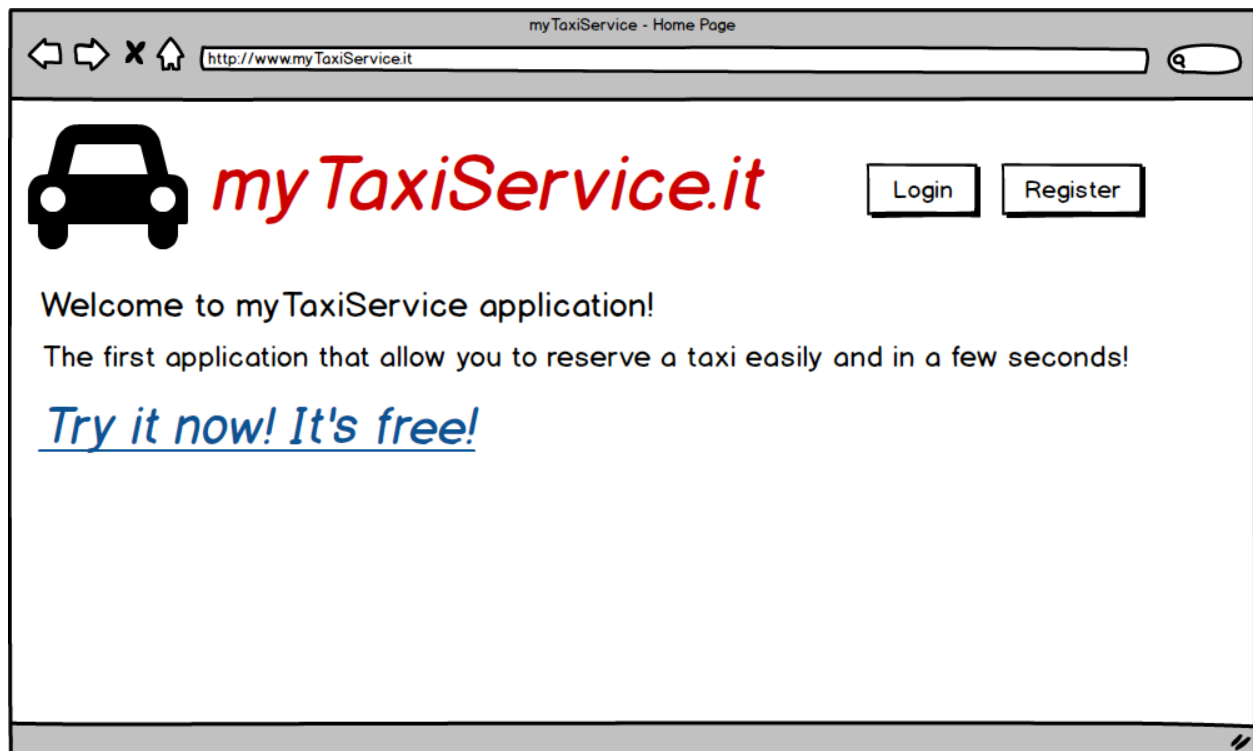 myTaxiService - Home Page
http://www.myTaxiService.it
myTaxiService.it
Login
Register
Welcome to myTaxiService application!
The first application that allow you to reserve a taxi easily and in a few seconds!
Try it now! It's free!